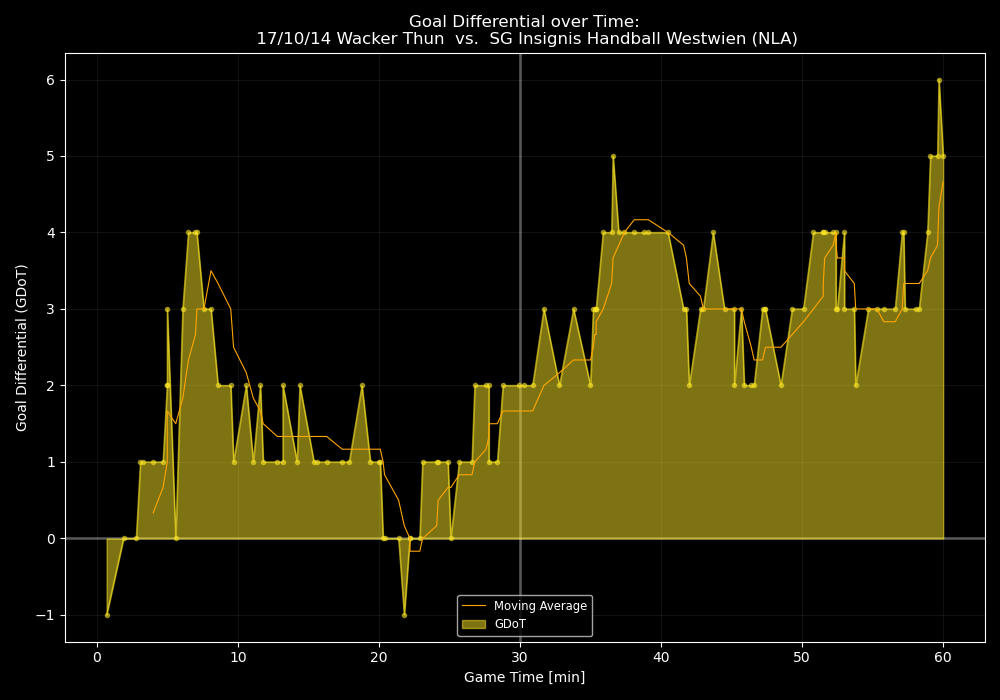 Goal Differential over Time:
17/10/14 Wacker Thun  vs.  SG Insignis Handball Westwien (NLA)
Goal Differential (GDoT)
6
5
4
3
2
1
0
−1
0 10 20 30 40 50 60
Game Time [min]
Moving Average
GDoT